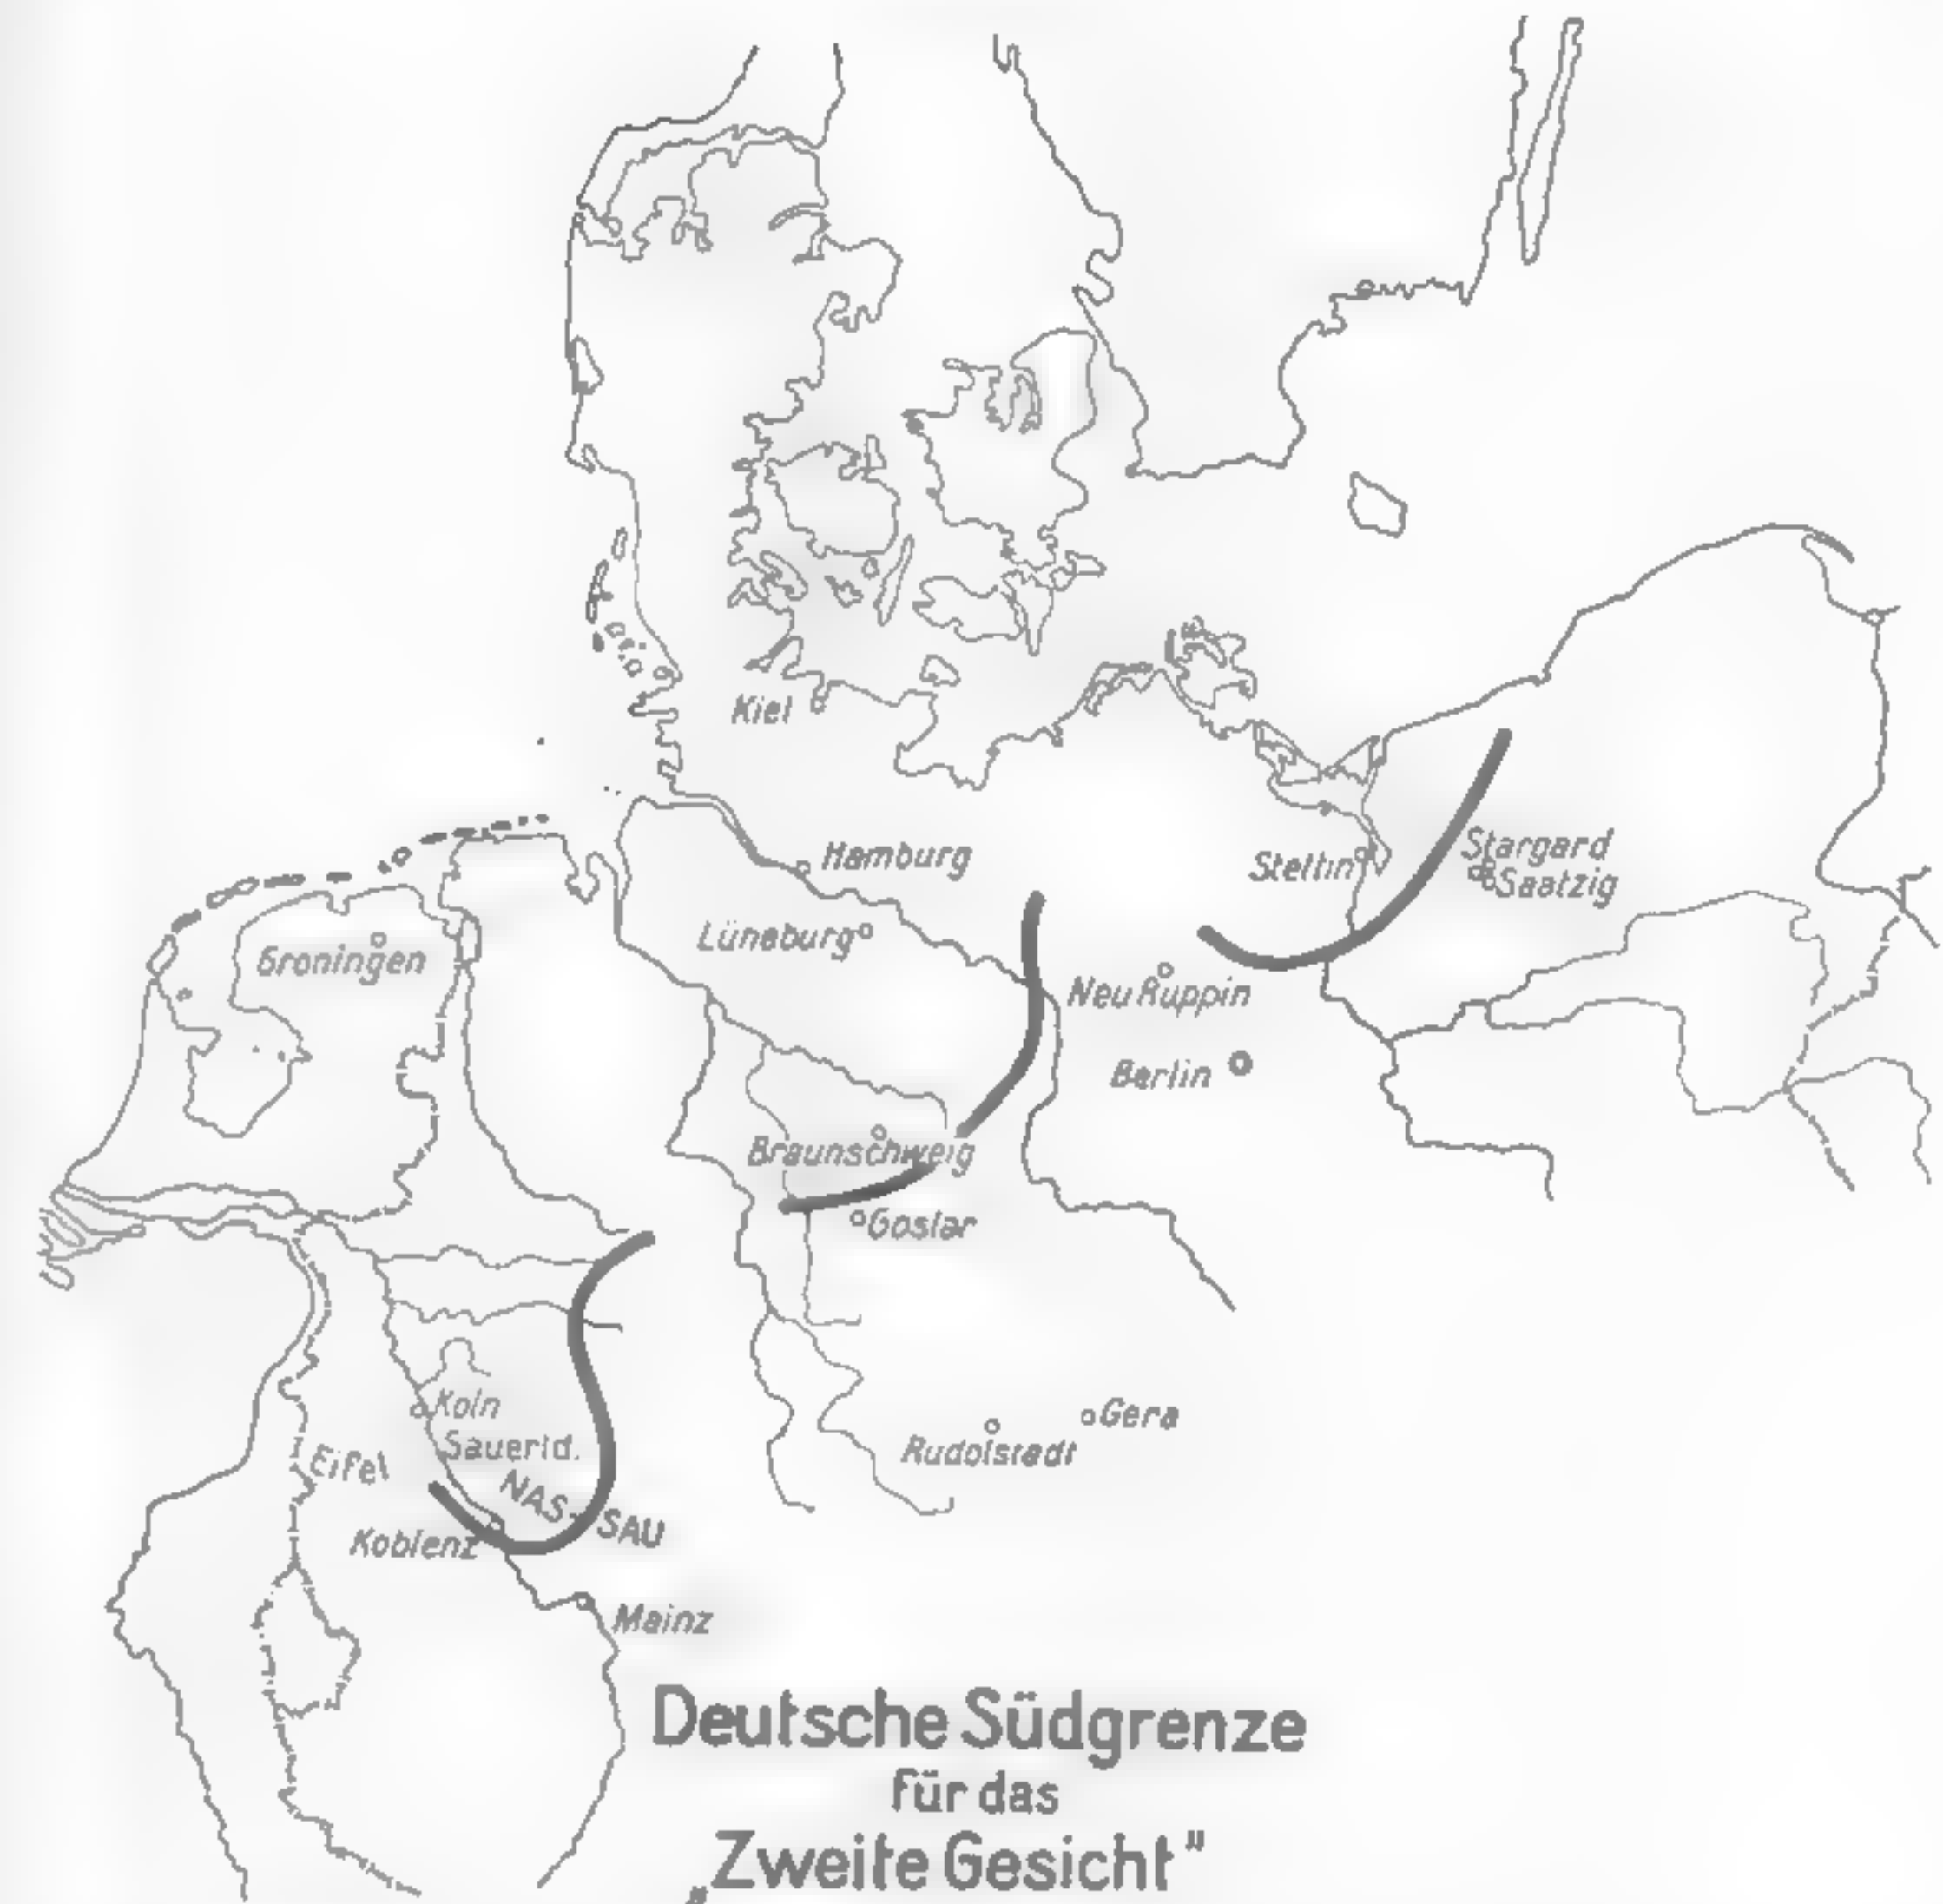 Kiel
Hamburg
Stettin
Stargard
Saatzig
Lüneburg
Groningen
Neu Ruppin
Berlin
Braunschweig
Goslar
Köln
Sauerld.
Eifel
NAS-SAU
Koblenz
Gera
Rudolstadt
Mainz
Deutsche Südgrenze
für das
„Zweite Gesicht"